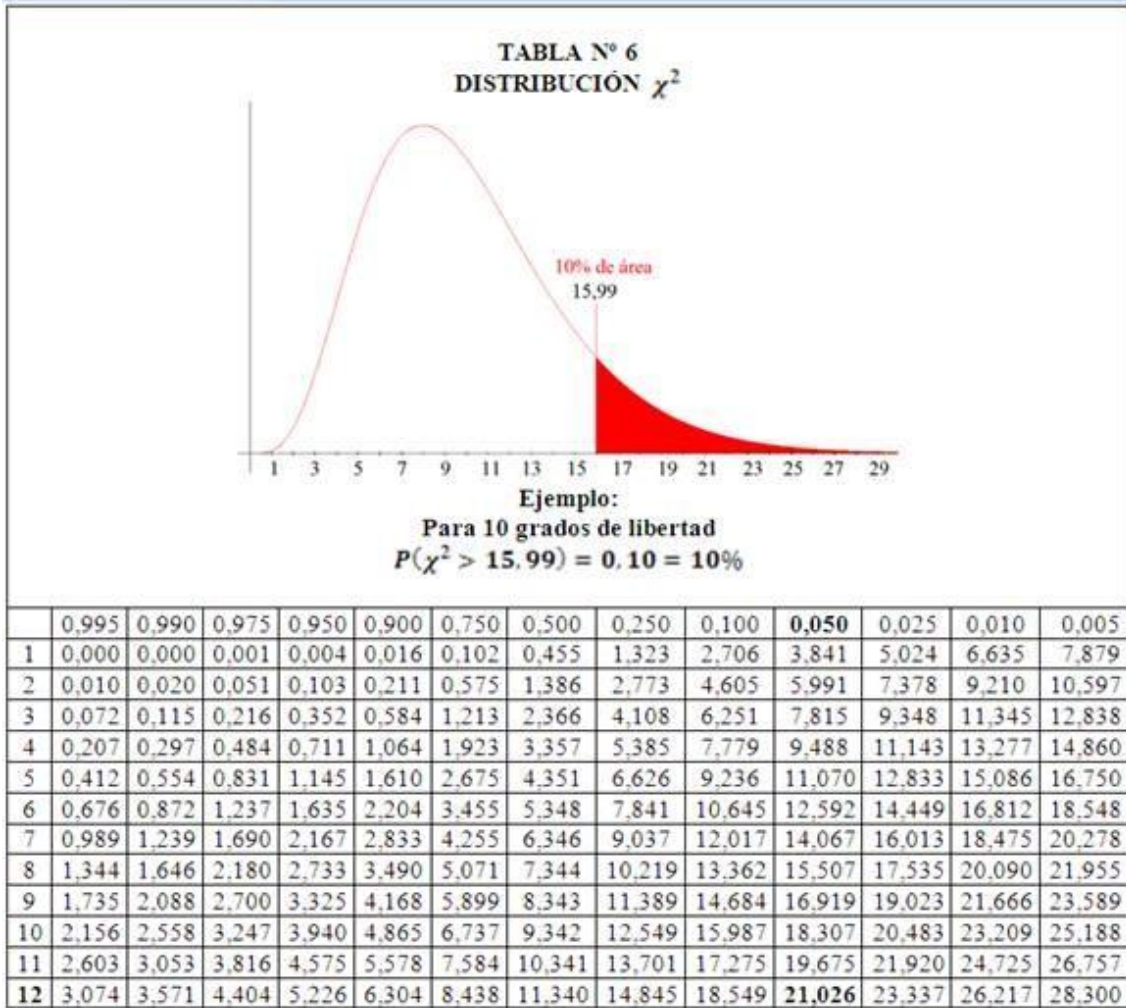 TABLA Nº 6
DISTRIBUCIÓN χ²
10% de área
15,99
1 3 5 7 9 11 13 15 17 19 21 23 25 27 29
Ejemplo:
Para 10 grados de libertad
P(χ² > 15,99) = 0,10 = 10%
0,995 0,990 0,975 0,950 0,900 0,750 0,500 0,250 0,100 0,050 0,025 0,010 0,005
1 0,000 0,000 0,001 0,004 0,016 0,102 0,455 1,323 2,706 3,841 5,024 6,635 7,879
2 0,010 0,020 0,051 0,103 0,211 0,575 1,386 2,773 4,605 5,991 7,378 9,210 10,597
3 0,072 0,115 0,216 0,352 0,584 1,213 2,366 4,108 6,251 7,815 9,348 11,345 12,838
4 0,207 0,297 0,484 0,711 1,064 1,923 3,357 5,385 7,779 9,488 11,143 13,277 14,860
5 0,412 0,554 0,831 1,145 1,610 2,675 4,351 6,626 9,236 11,070 12,833 15,086 16,750
6 0,676 0,872 1,237 1,635 2,204 3,455 5,348 7,841 10,645 12,592 14,449 16,812 18,548
7 0,989 1,239 1,690 2,167 2,833 4,255 6,346 9,037 12,017 14,067 16,013 18,475 20,278
8 1,344 1,646 2,180 2,733 3,490 5,071 7,344 10,219 13,362 15,507 17,535 20,090 21,955
9 1,735 2,088 2,700 3,325 4,168 5,899 8,343 11,389 14,684 16,919 19,023 21,666 23,589
10 2,156 2,558 3,247 3,940 4,865 6,737 9,342 12,549 15,987 18,307 20,483 23,209 25,188
11 2,603 3,053 3,816 4,575 5,578 7,584 10,341 13,701 17,275 19,675 21,920 24,725 26,757
12 3,074 3,571 4,404 5,226 6,304 8,438 11,340 14,845 18,549 21,026 23,337 26,217 28,300